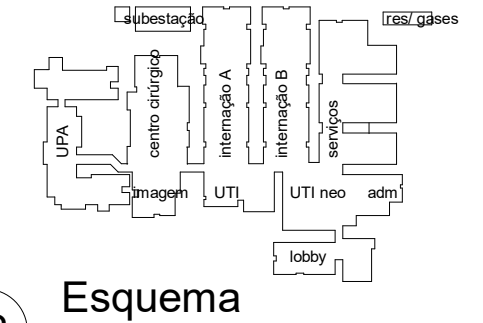 subestação
res/ gases
UPA
centro cirúrgico
internação A
internação B
serviços
imagem
UTI
UTI neo
adm
lobby
Esquema